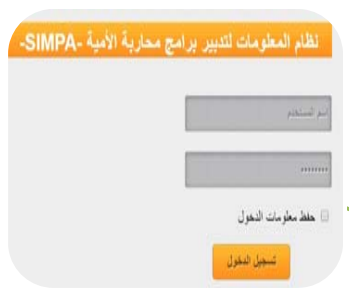 نظام المعلومات لتدبير برامج محاربة الأمية -SIMPA-
اسم المستخدم
••••••••
حفظ معلومات الدخول
تسجيل الدخول